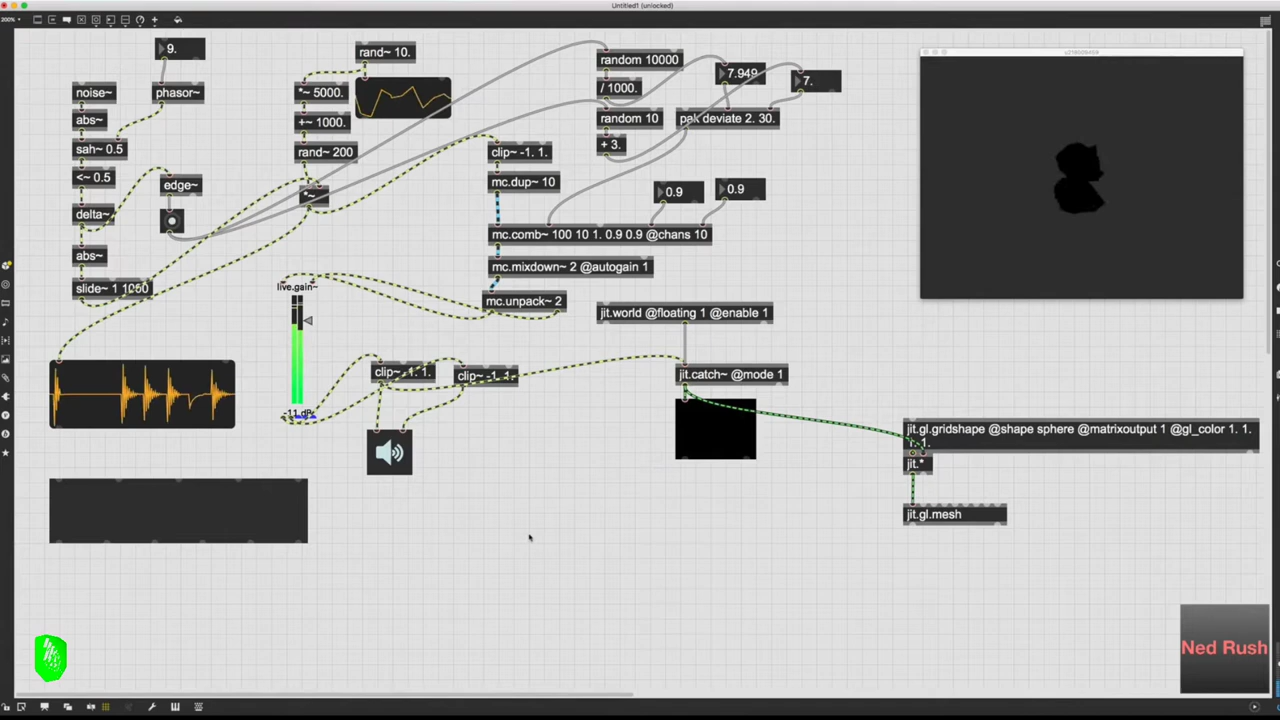 Untitled1 (unlocked)
200%
9.
noise~
phasor~
abs~
sah~ 0.5
<~ 0.5
edge~
delta~
abs~
slide~ 1 1050
rand~ 10.
*~ 5000.
+~ 1000.
rand~ 200
*~
random 10000
/ 1000.
random 10
+ 3.
7.949
7.
pak deviate 2. 30.
clip~ -1. 1.
mc.dup~ 10
0.9
0.9
mc.comb~ 100 10 1. 0.9 0.9 @chans 10
mc.mixdown~ 2 @autogain 1
mc.unpack~ 2
live.gain~
-11 dB
clip~ -1. 1.
clip~ -1. 1.
jit.world @floating 1 @enable 1
jit.catch~ @mode 1
jit.gl.gridshape @shape sphere @matrixoutput 1 @gl_color 1. 1.
1. 1.
jit.*
jit.gl.mesh
Ned Rush